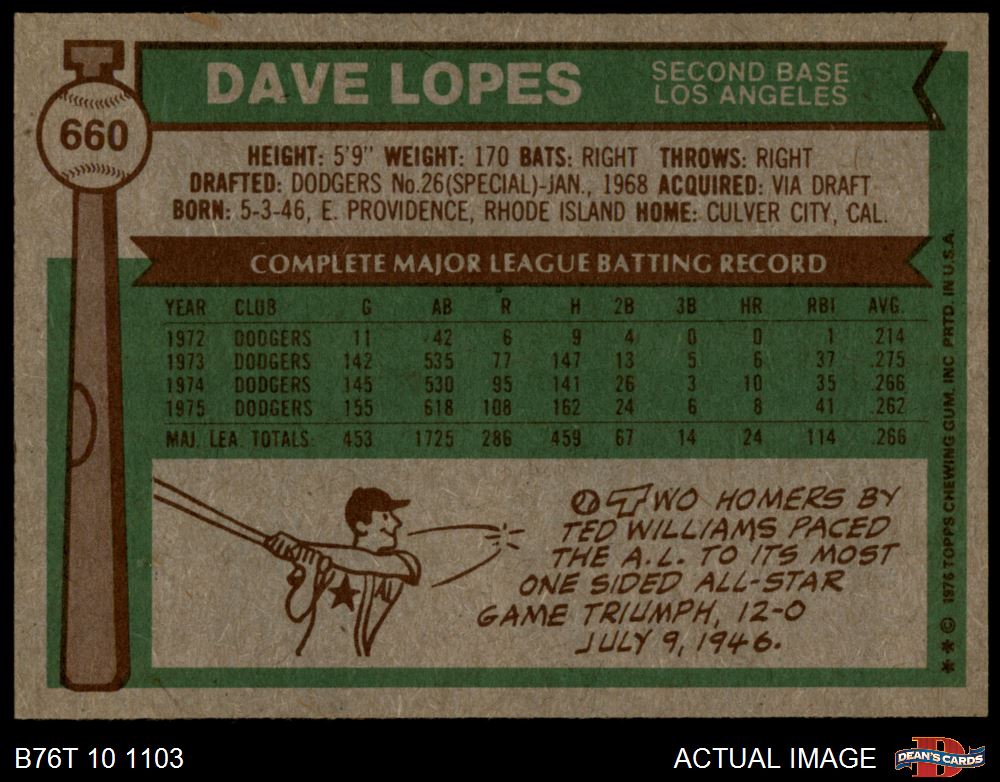 DAVE LOPES
SECOND BASE
LOS ANGELES
660
HEIGHT: 5'9" WEIGHT: 170 BATS: RIGHT THROWS: RIGHT
DRAFTED: DODGERS No.26(SPECIAL)-JAN., 1968 ACQUIRED: VIA DRAFT
BORN: 5-3-46, E. PROVIDENCE, RHODE ISLAND HOME: CULVER CITY, CAL.
COMPLETE MAJOR LEAGUE BATTING RECORD
YEAR CLUB G AB R H 2B 3B HR RBI AVG.
1972 DODGERS 11 42 6 9 4 0 0 1 .214
1973 DODGERS 142 535 77 147 13 5 6 37 .275
1974 DODGERS 145 530 95 141 26 3 10 35 .266
1975 DODGERS 155 618 108 162 24 6 8 41 .262
MAJ. LEA. TOTALS: 453 1725 286 459 67 14 24 114 .266
TWO HOMERS BY
TED WILLIAMS PACED
THE A.L. TO ITS MOST
ONE SIDED ALL-STAR
GAME TRIUMPH, 12-0
JULY 9, 1946.
AL
** © 1976 TOPPS CHEWING GUM, INC. PRTD. IN U.S.A.
B76T 10 1103
ACTUAL IMAGE
D
DEAN'S CARDS